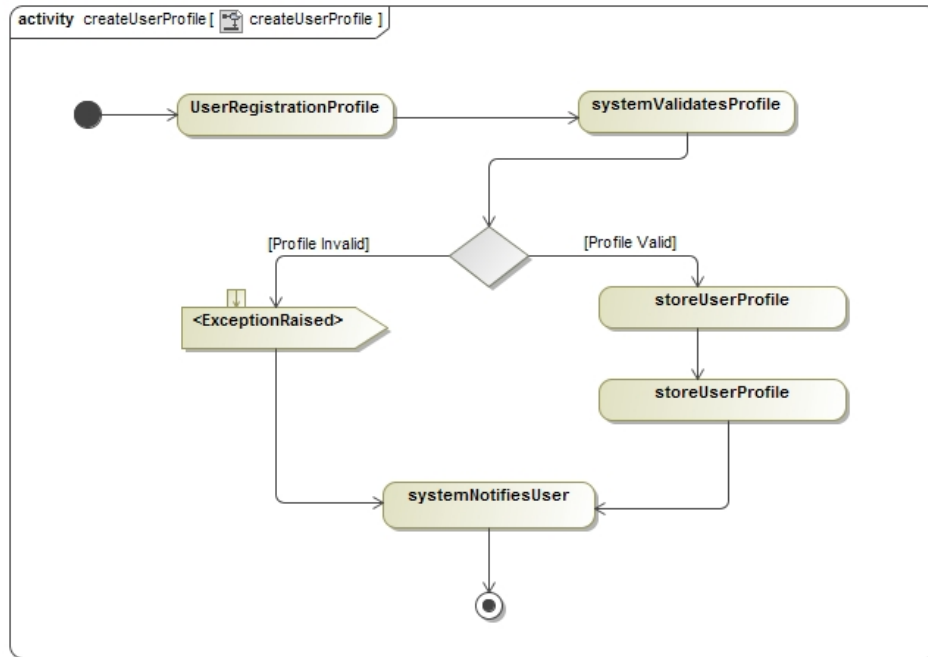 activity createUserProfile [ createUserProfile ]
UserRegistrationProfile
systemValidatesProfile
[Profile Invalid]
[Profile Valid]
<ExceptionRaised>
storeUserProfile
storeUserProfile
systemNotifiesUser